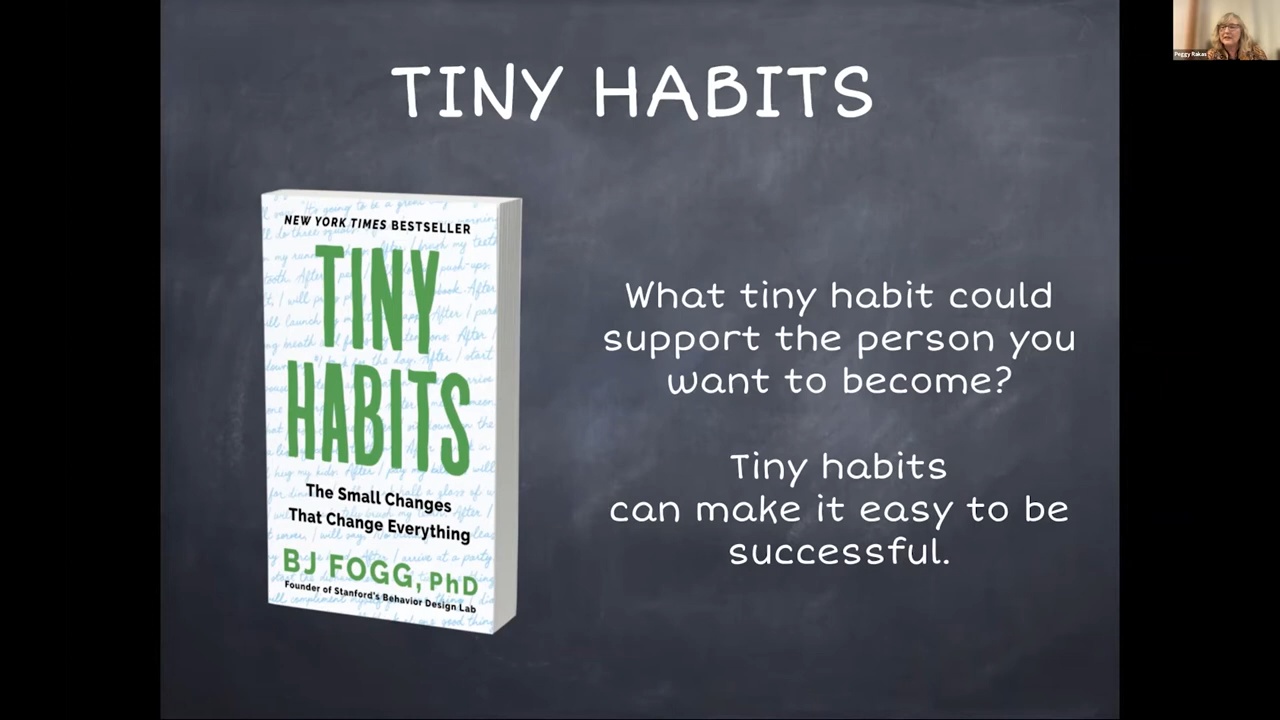 TINY HABITS
Peggy Rakas
NEW YORK TIMES BESTSELLER
TINY
HABITS
The Small Changes
That Change Everything
BJ FOGG, PhD
Founder of Stanford's Behavior Design Lab
What tiny habit could
support the person you
want to become?
Tiny habits
can make it easy to be
successful.